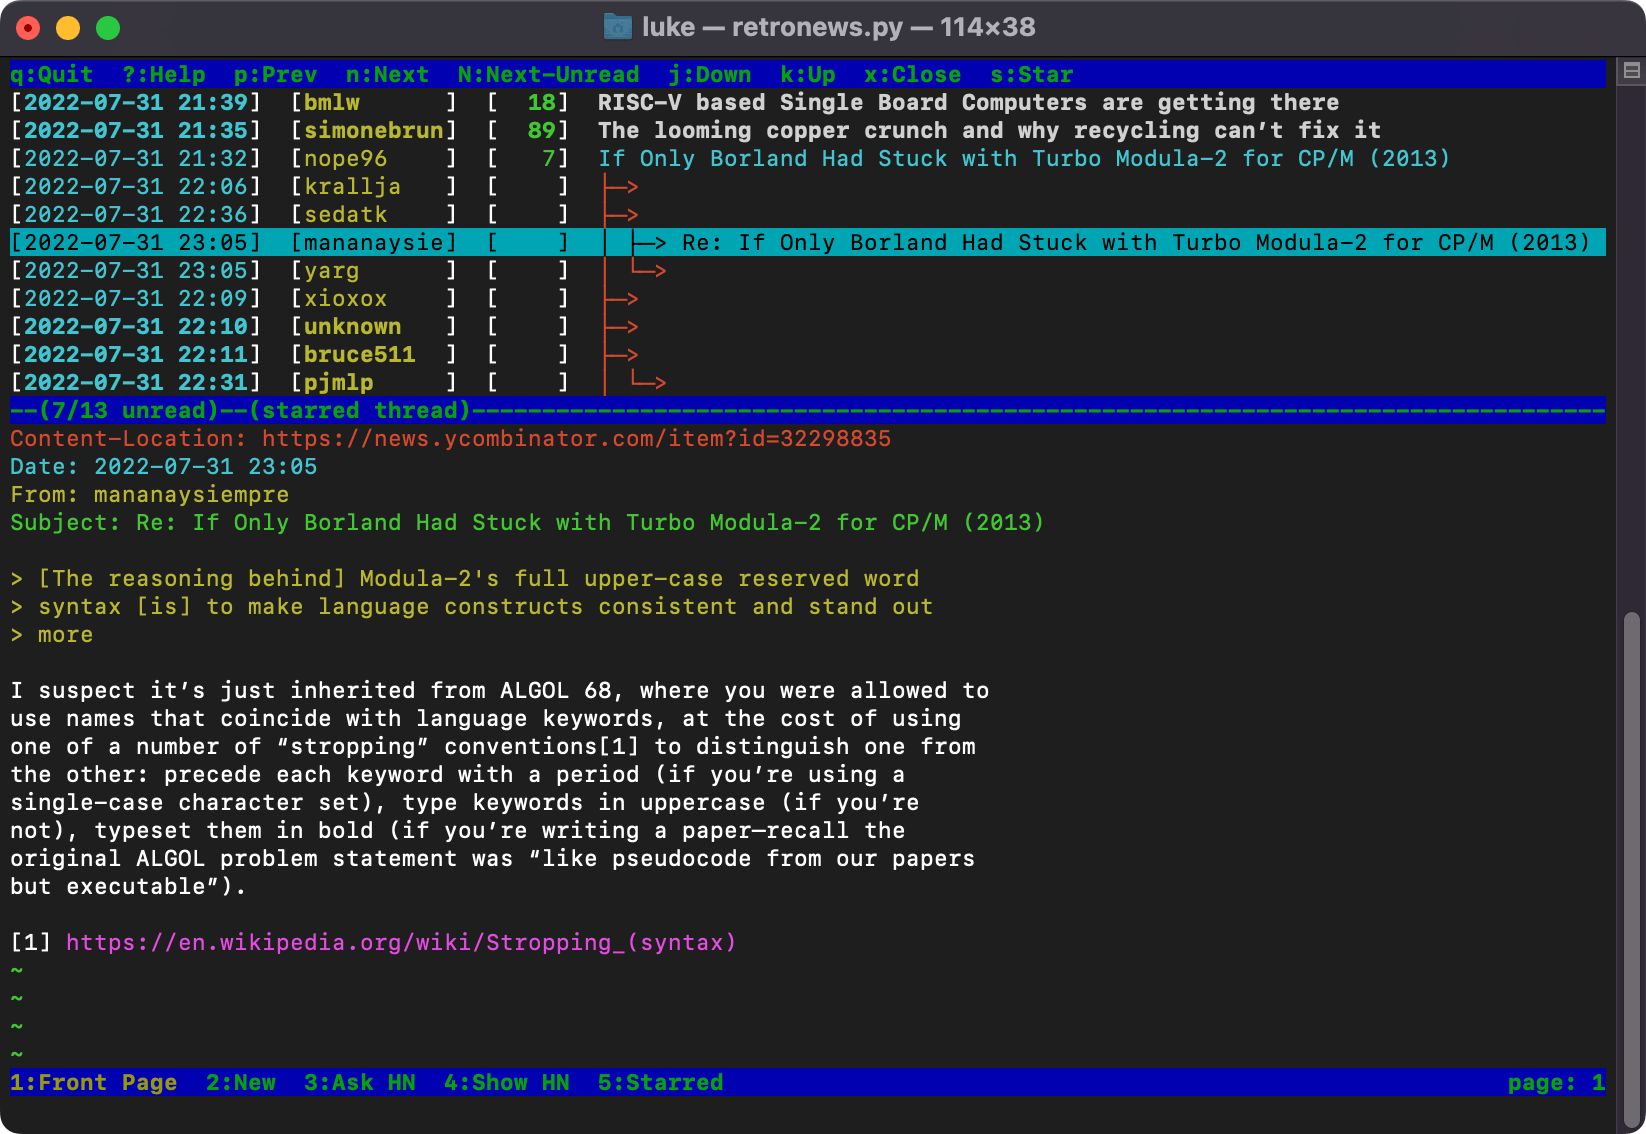 luke — retronews.py — 114×38
q:Quit  ?:Help  p:Prev  n:Next  N:Next-Unread  j:Down  k:Up  x:Close  s:Star
[2022-07-31 21:39]  [bmlw      ]  [  18]  RISC-V based Single Board Computers are getting there
[2022-07-31 21:35]  [simonebrun]  [  89]  The looming copper crunch and why recycling can’t fix it
[2022-07-31 21:32]  [nope96    ]  [   7]  If Only Borland Had Stuck with Turbo Modula-2 for CP/M (2013)
[2022-07-31 22:06]  [krallja   ]  [    ]  ├─>
[2022-07-31 22:36]  [sedatk    ]  [    ]  ├─>
[2022-07-31 23:05]  [mananaysie]  [    ]  │ ├─> Re: If Only Borland Had Stuck with Turbo Modula-2 for CP/M (2013)
[2022-07-31 23:05]  [yarg      ]  [    ]  │ └─>
[2022-07-31 22:09]  [xioxox    ]  [    ]  ├─>
[2022-07-31 22:10]  [unknown   ]  [    ]  ├─>
[2022-07-31 22:11]  [bruce511  ]  [    ]  ├─>
[2022-07-31 22:31]  [pjmlp     ]  [    ]  │ └─>
--(7/13 unread)--(starred thread)---------------------------------------------------------------------------------
Content-Location: https://news.ycombinator.com/item?id=32298835
Date: 2022-07-31 23:05
From: mananaysiempre
Subject: Re: If Only Borland Had Stuck with Turbo Modula-2 for CP/M (2013)
> [The reasoning behind] Modula-2's full upper-case reserved word
> syntax [is] to make language constructs consistent and stand out
> more
I suspect it’s just inherited from ALGOL 68, where you were allowed to
use names that coincide with language keywords, at the cost of using
one of a number of “stropping” conventions[1] to distinguish one from
the other: precede each keyword with a period (if you’re using a
single-case character set), type keywords in uppercase (if you’re
not), typeset them in bold (if you’re writing a paper—recall the
original ALGOL problem statement was “like pseudocode from our papers
but executable”).
[1] https://en.wikipedia.org/wiki/Stropping_(syntax)
~
~
~
~
1:Front Page  2:New  3:Ask HN  4:Show HN  5:Starred  page: 1